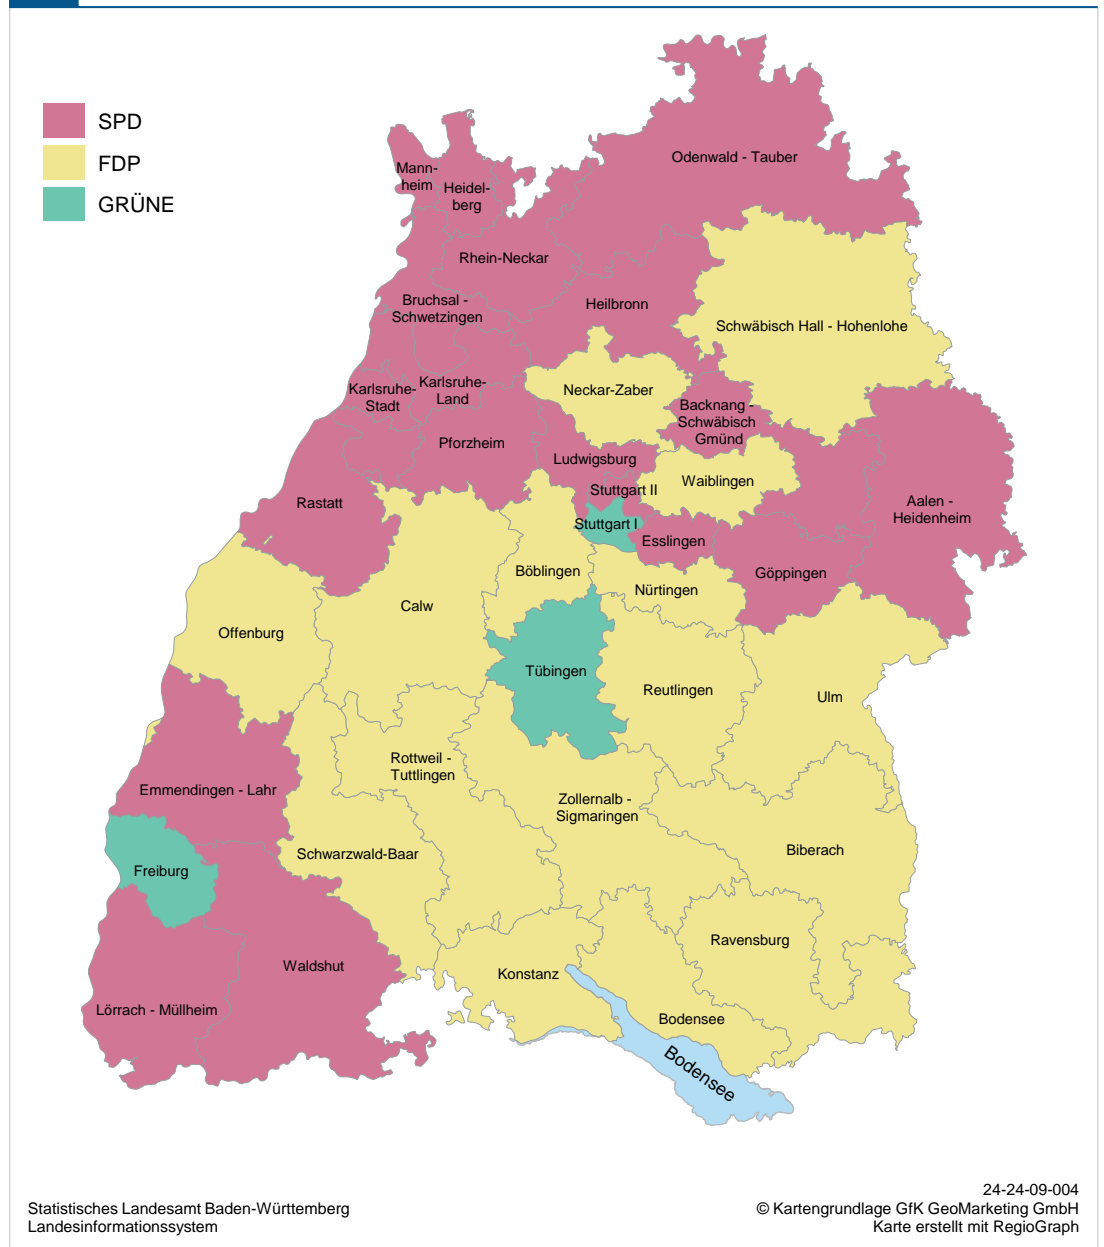 SPD
FDP
GRÜNE
Odenwald - Tauber
Mann-
heim
Heidel-
berg
Rhein-Neckar
Bruchsal -
Schwetzingen
Heilbronn
Schwäbisch Hall - Hohenlohe
Karlsruhe-
Stadt
Karlsruhe-
Land
Neckar-Zaber
Backnang -
Schwäbisch
Gmünd
Pforzheim
Ludwigsburg
Waiblingen
Stuttgart II
Rastatt
Aalen -
Heidenheim
Stuttgart I
Esslingen
Böblingen
Göppingen
Nürtingen
Calw
Offenburg
Tübingen
Reutlingen
Ulm
Rottweil -
Tuttlingen
Emmendingen - Lahr
Zollernalb -
Sigmaringen
Schwarzwald-Baar
Biberach
Freiburg
Ravensburg
Waldshut
Konstanz
Lörrach - Müllheim
Bodensee
Bodensee
24-24-09-004
Statistisches Landesamt Baden-Württemberg
Landesinformationssystem
© Kartengrundlage GfK GeoMarketing GmbH
Karte erstellt mit RegioGraph